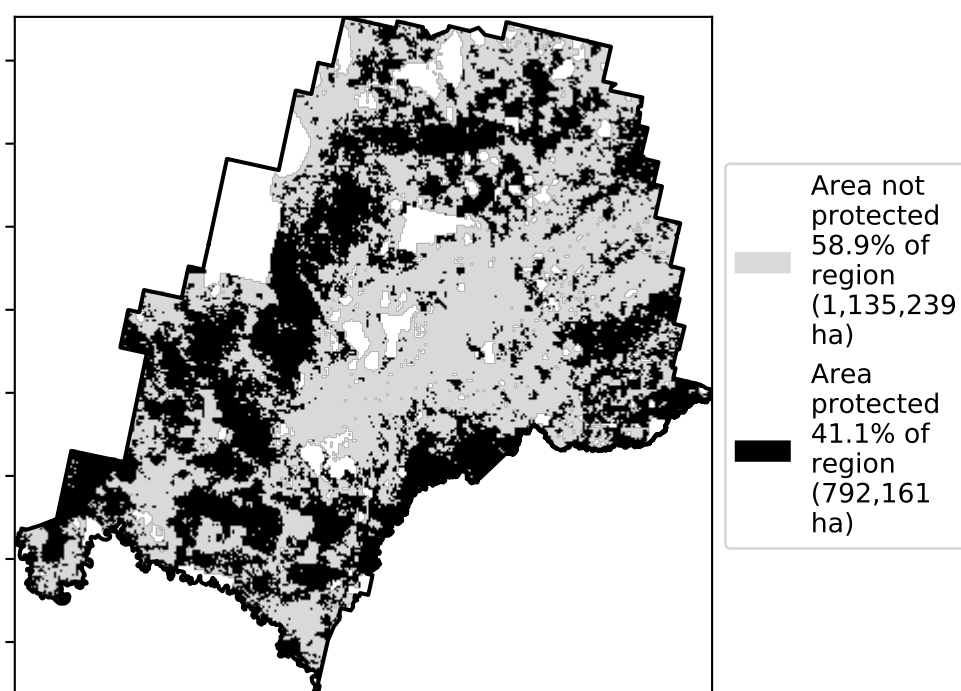 Area not
protected
58.9% of
region
(1,135,239
ha)
Area
protected
41.1% of
region
(792,161
ha)